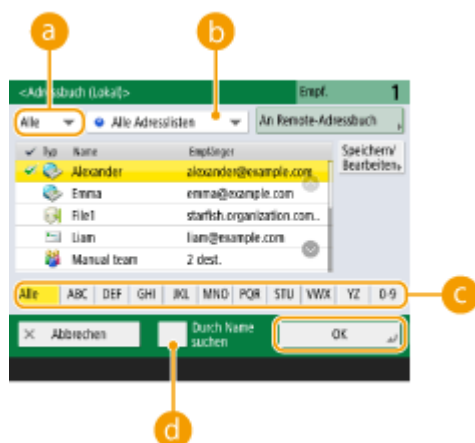 a
b
<Adressbuch (Lokal)>
Empf. 1
Alle
Alle Adresslisten
An Remote-Adressbuch
Typ Name Empfänger
Speichern/
Bearbeiten
Alexander alexander@example.com
Emma emma@example.com
File1 starfish.organization.com..
Liam liam@example.com
Manual team 2 dest.
Alle ABC DEF GHI JKL MNO PQR STU VWX YZ 0-9
c
Abbrechen
Durch Name
suchen
OK
d